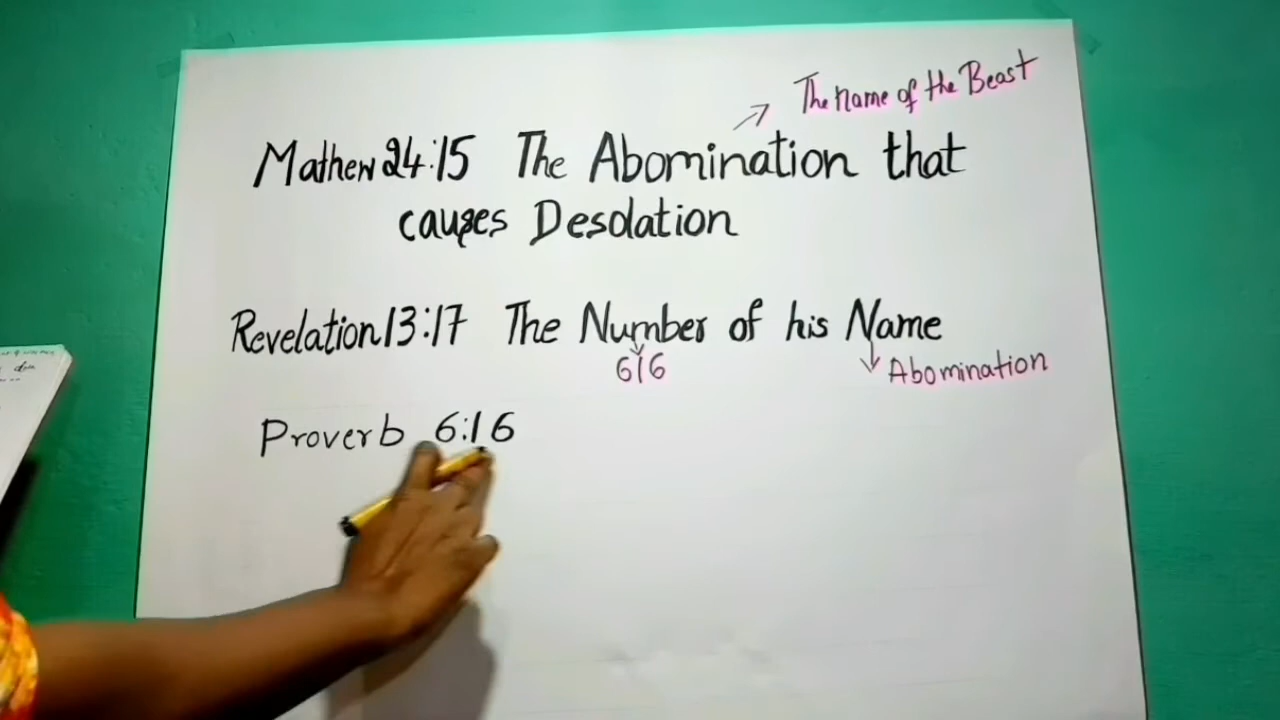 The name of the Beast
Mathew 24:15 The Abomination that
causes Desolation
Revelation 13:17 The Number of his Name
616
Abomination
Proverb 6:16